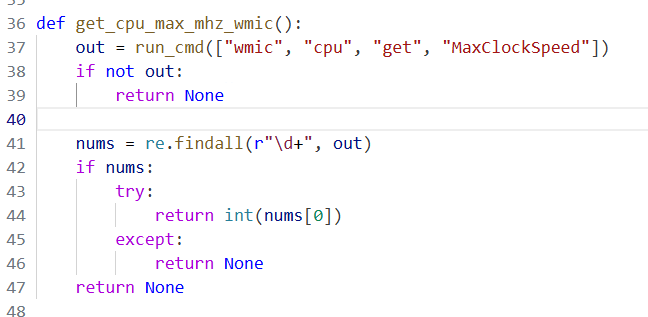 36 def get_cpu_max_mhz_wmic():
37     out = run_cmd(["wmic", "cpu", "get", "MaxClockSpeed"])
38     if not out:
39         return None
40
41     nums = re.findall(r"\d+", out)
42     if nums:
43         try:
44             return int(nums[0])
45         except:
46             return None
47     return None
48